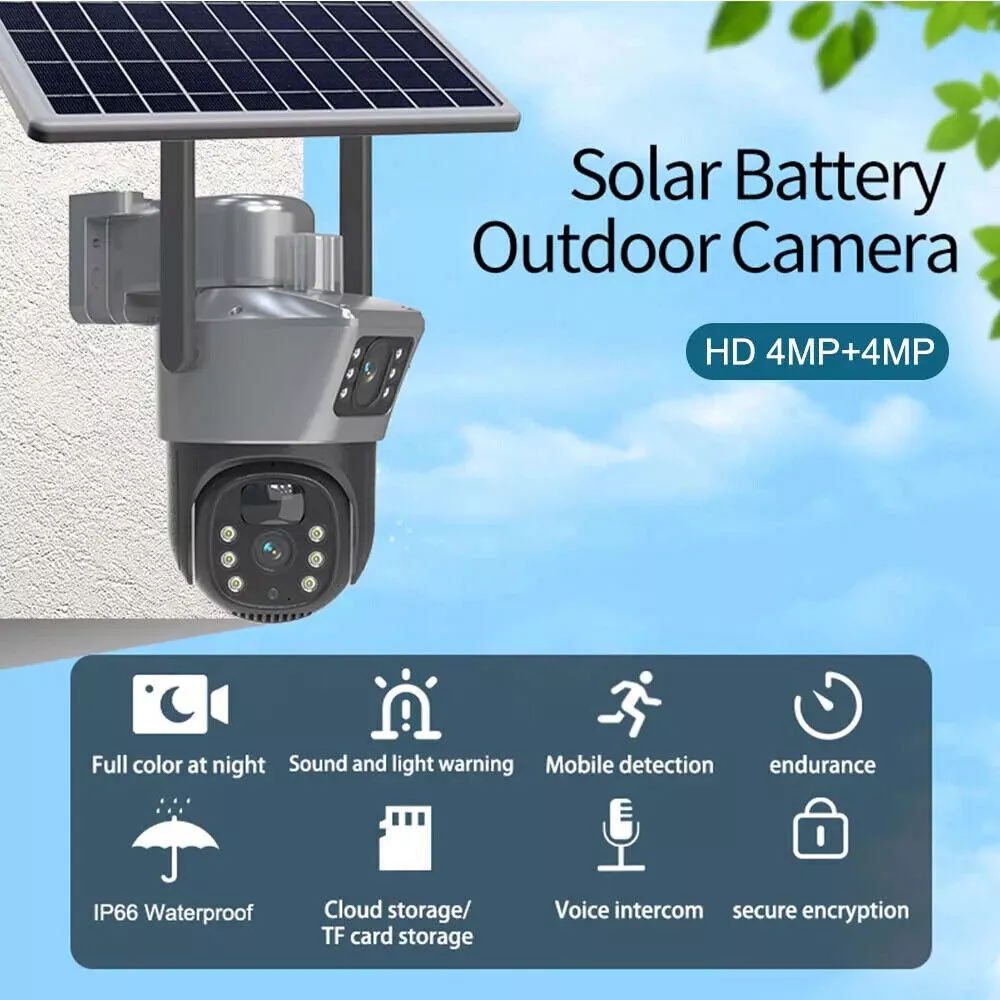 Solar Battery
Outdoor Camera
HD 4MP+4MP
Full color at night
Sound and light warning
Mobile detection
endurance
IP66 Waterproof
Cloud storage/
TF card storage
Voice intercom
secure encryption